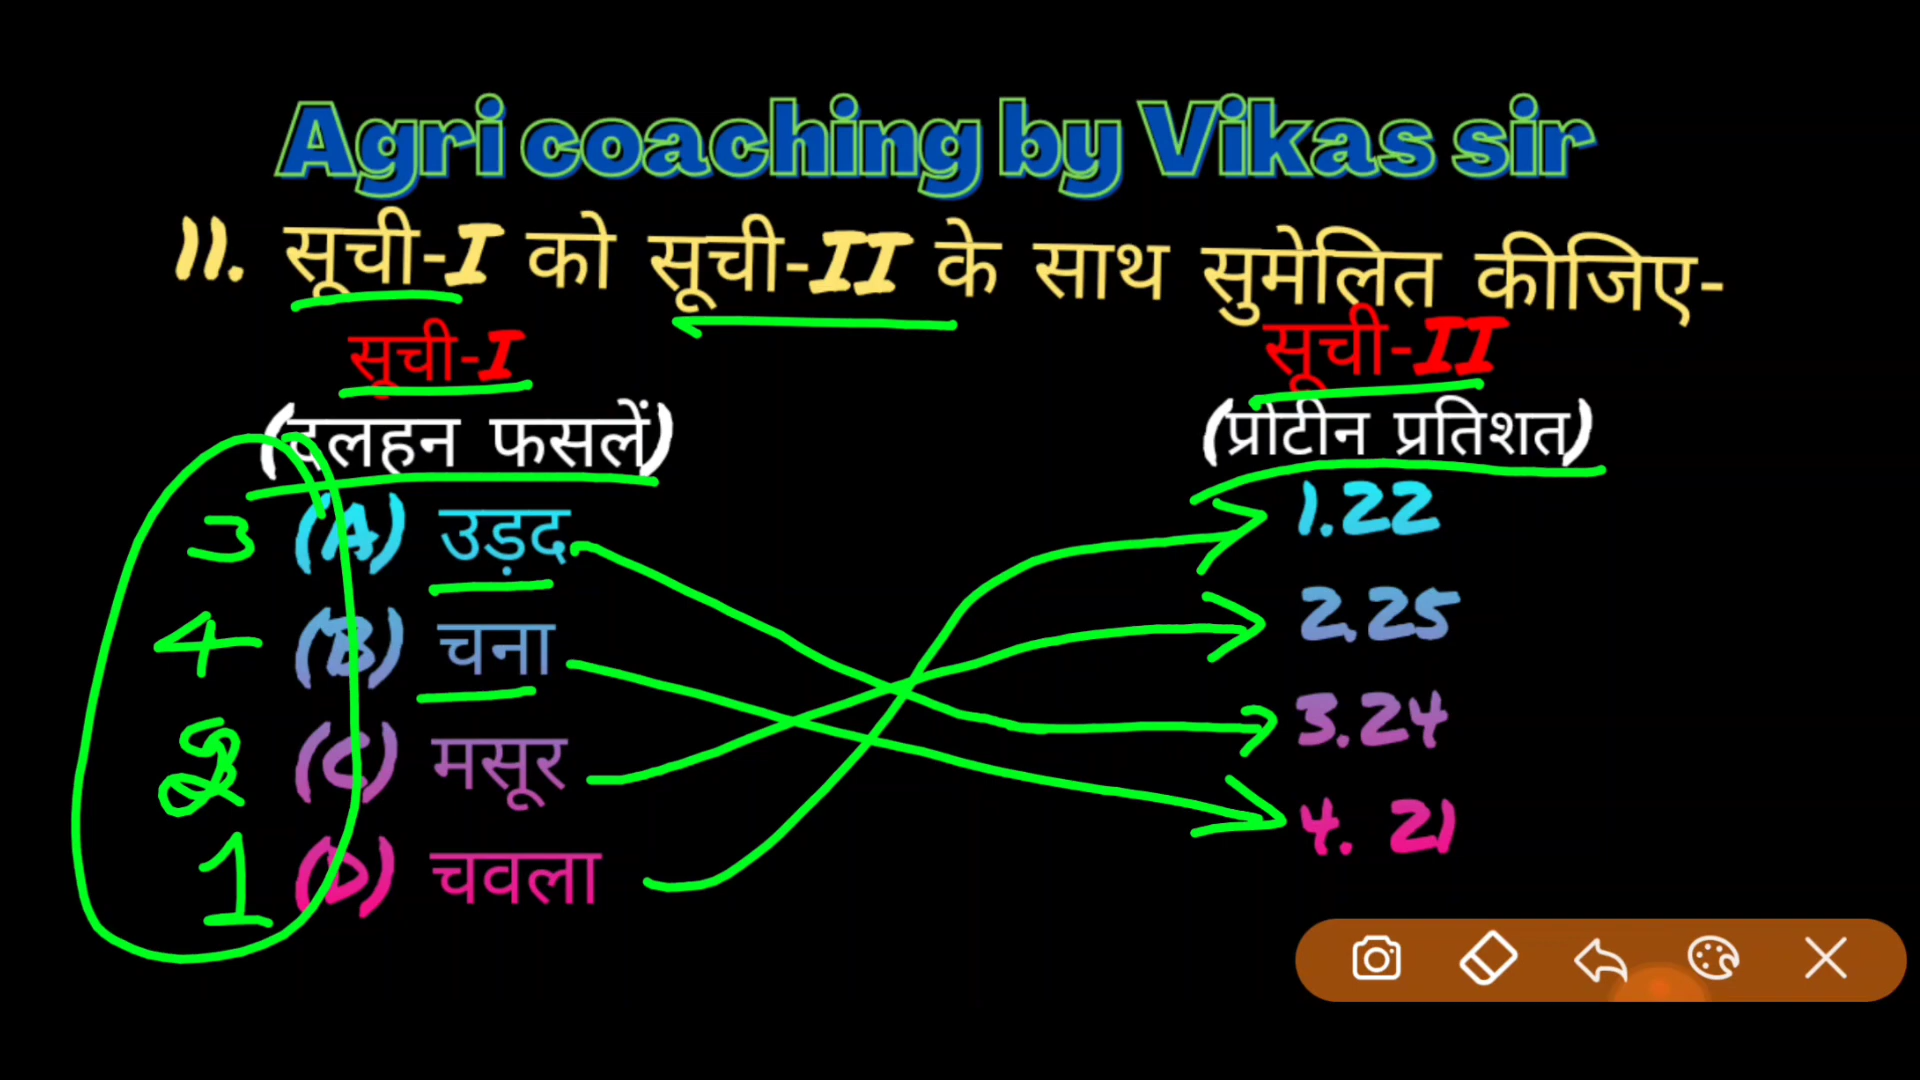 Agri coaching by Vikas sir
11. सूची-I को सूची-II के साथ सुमेलित कीजिए-
सूची-I सूची-II
(दलहन फसलें) (प्रोटीन प्रतिशत)
3 (A) उड़द 1.22
4 (B) चना 2.25
2 (C) मसूर 3.24
1 (D) चवला 4. 21